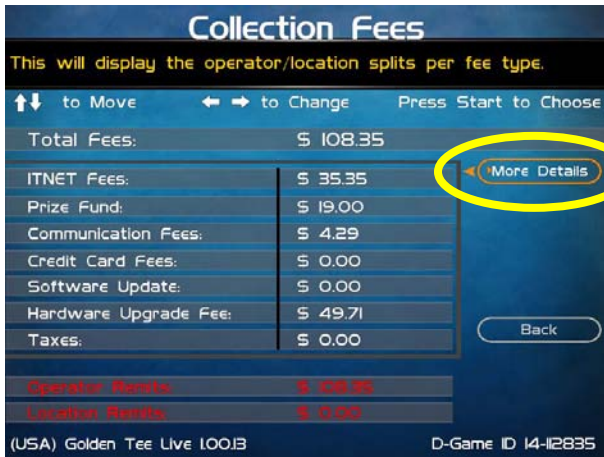 Collection Fees
This will display the operator/location splits per fee type.
↑↓ to Move ← → to Change Press Start to Choose
Total Fees: $ 108.35
More Details
ITNET Fees: $ 35.35
Prize Fund: $ 19.00
Communication Fees: $ 4.29
Credit Card Fees: $ 0.00
Software Update: $ 0.00
Hardware Upgrade Fee: $ 49.71
Taxes: $ 0.00
Back
Operator Remits: $ 108.35
Location Remits: $ 0.00
(USA) Golden Tee Live 1.00.13 D-Game ID 14-112835